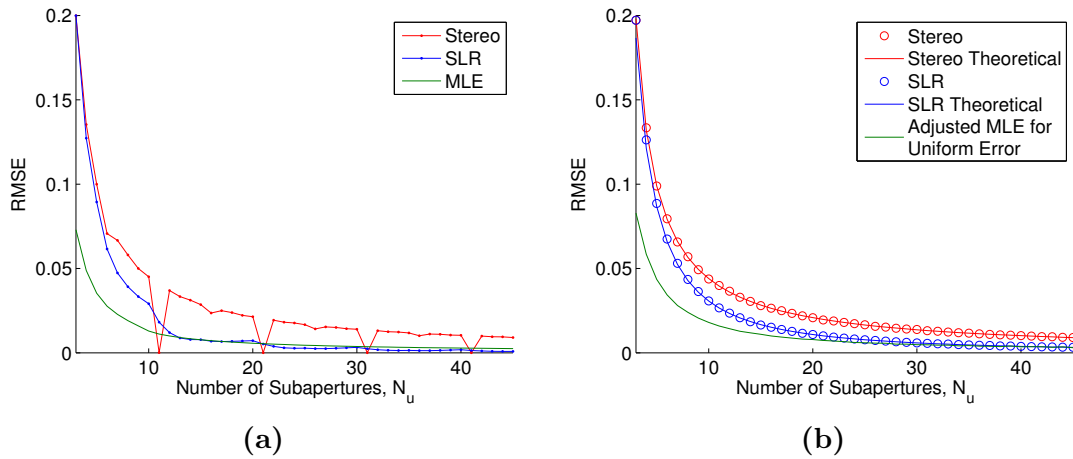 0.2
0.15
0.1
0.05
0
10
20
30
40
RMSE
Number of Subapertures, N_u
Stereo
SLR
MLE
(a)
0.2
0.15
0.1
0.05
0
10
20
30
40
RMSE
Number of Subapertures, N_u
Stereo
Stereo Theoretical
SLR
SLR Theoretical
Adjusted MLE for
Uniform Error
(b)